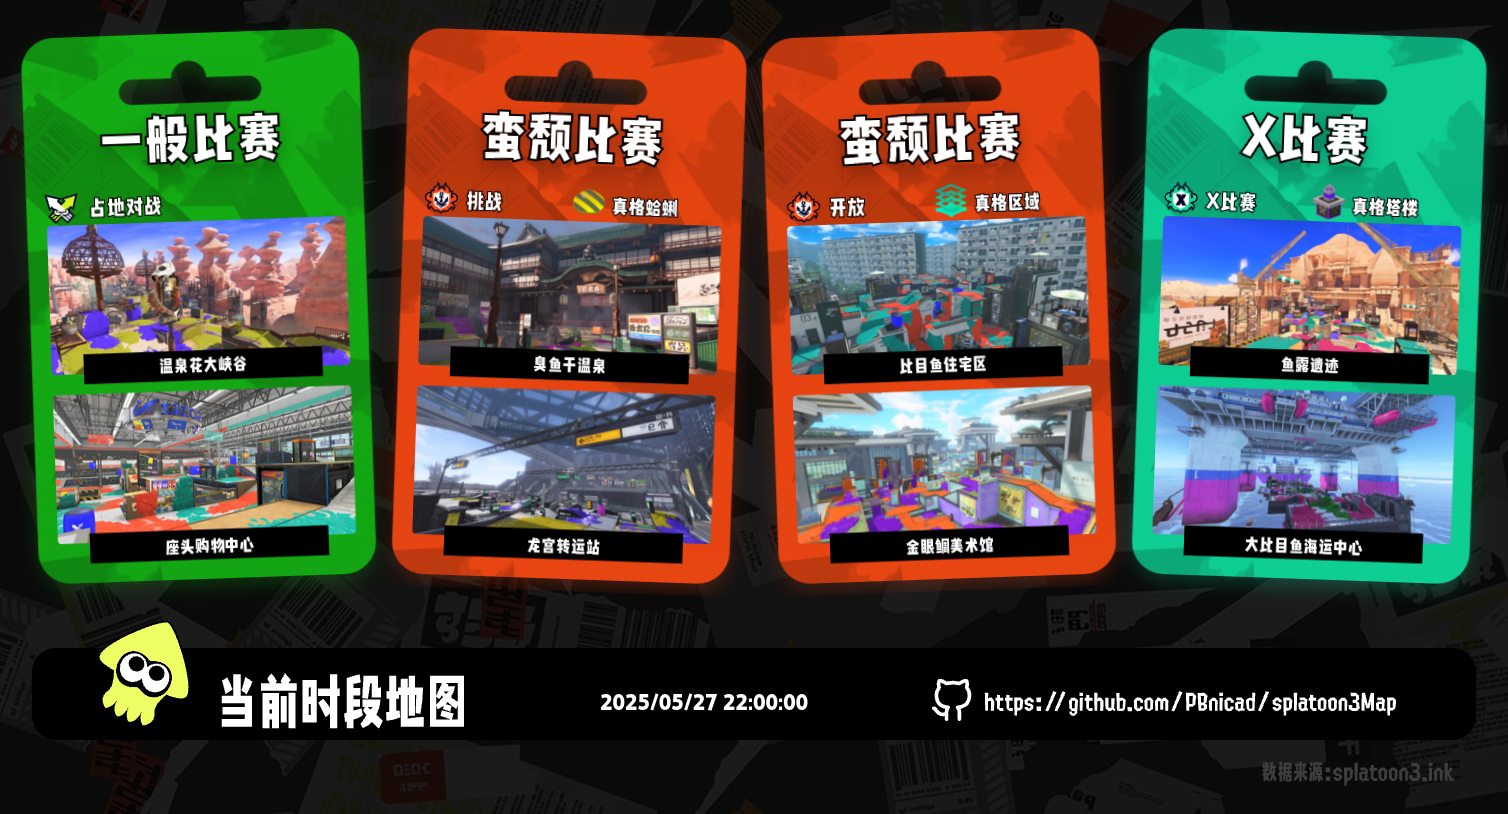 一般比赛
占地对战
温泉花大峡谷
座头购物中心
蛮颓比赛
挑战
真格蛤蜊
臭鱼干温泉
龙宫转运站
蛮颓比赛
开放
真格区域
比目鱼住宅区
金眼鲷美术馆
X比赛
X比赛
真格塔楼
鱼露遗迹
大比目鱼海运中心
当前时段地图
2025/05/27 22:00:00
https://github.com/PBnicad/splatoon3Map
数据来源:splatoon3.ink